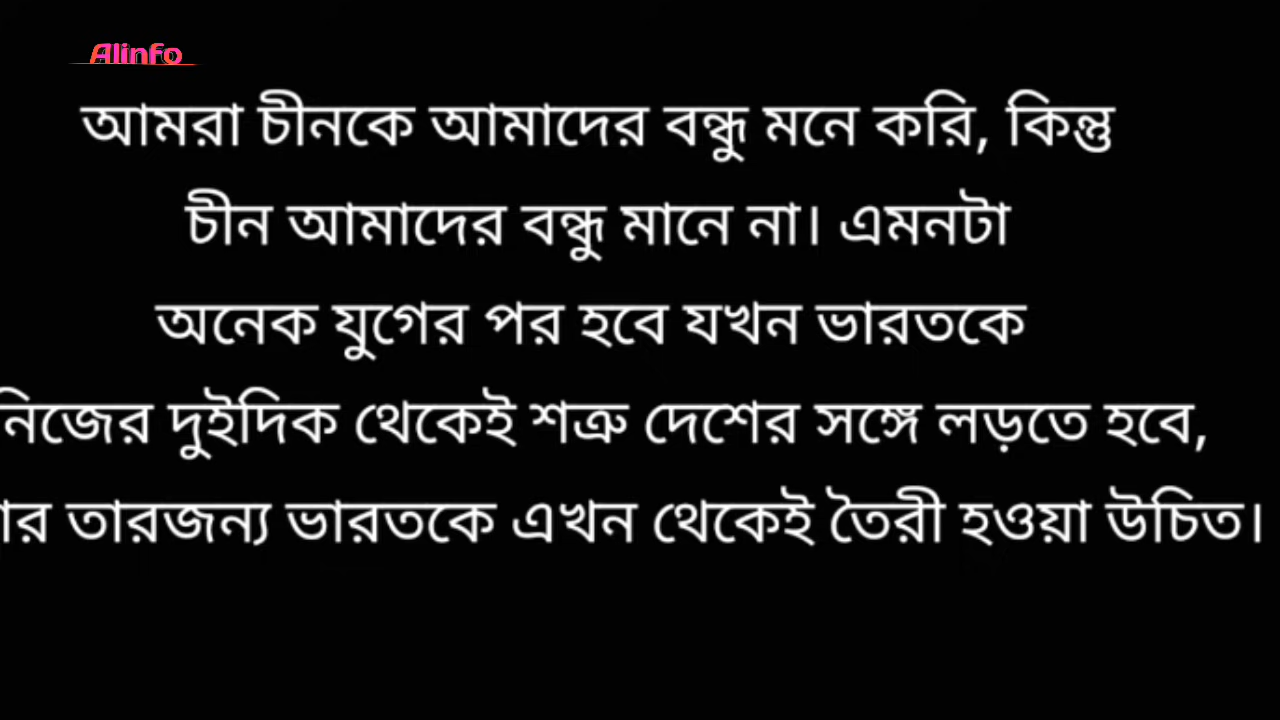 Alinfo
আমরা চীনকে আমাদের বন্ধু মনে করি, কিন্তু
চীন আমাদের বন্ধু মানে না। এমনটা
অনেক যুগের পর হবে যখন ভারতকে
নিজের দুইদিক থেকেই শত্রু দেশের সঙ্গে লড়তে হবে,
তারজন্য ভারতকে এখন থেকেই তৈরী হওয়া উচিত।